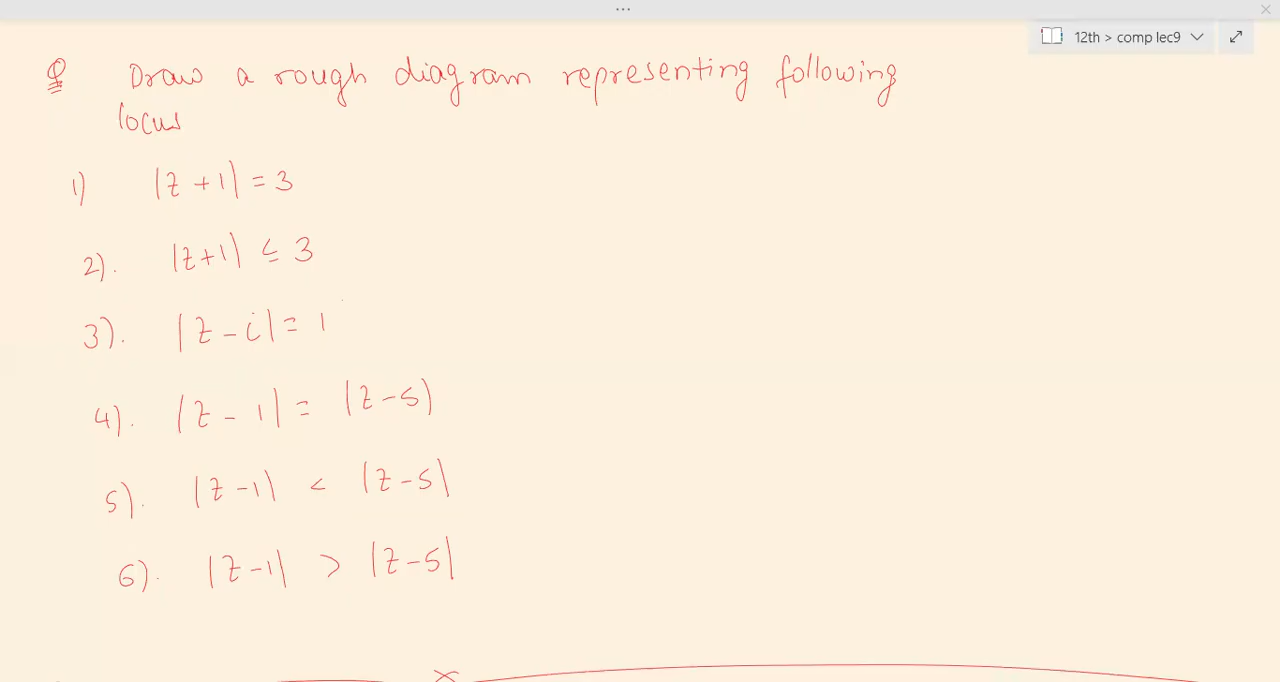 ...
12th > comp lec9
Q Draw a rough diagram representing following
locus
1) |z+1| = 3
2). |z+1| ≤ 3
3). |z-i| = 1
4). |z-1| = |z-5|
5). |z-1| < |z-5|
6). |z-1| > |z-5|